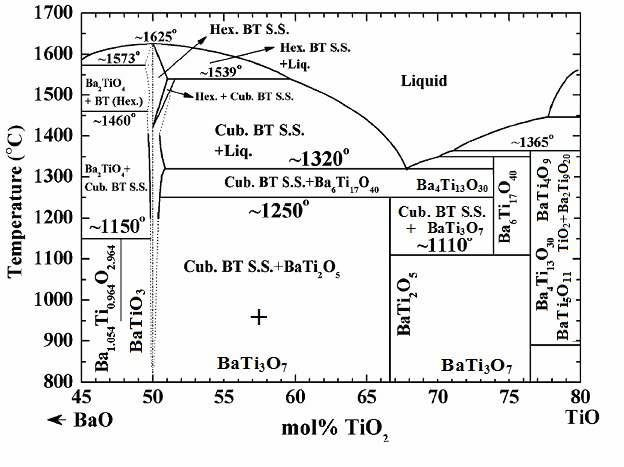 1700
1600
1500
1400
1300
1200
1100
1000
900
800
Temperature (°C)
~1625°
Hex. BT S.S.
Hex. BT S.S.
+Liq.
~1573°
~1539°
Liquid
Ba₂TiO₄
+ BT (Hex.)
Hex. + Cub. BT S.S.
~1460°
Cub. BT S.S.
+Liq.
~1320°
~1365°
Ba₂TiO₄+
Cub. BT S.S.
Cub. BT S.S.+Ba₆Ti₁₇O₄₀
Ba₄Ti₁₃O₃₀
Ba₆Ti₁₇O₄₀
BaTi₄O₉
TiO₂+Ba₂Ti₉O₂₀
~1150°
~1250°
Cub. BT S.S.
+ BaTi₃O₇
~1110°
Cub. BT S.S.+BaTi₂O₅
+
BaTi₃O₇
Ba₁.₀₅₄Ti₀.₉₆₄O₂.₉₆₄
BaTiO₃
BaTi₂O₅
BaTi₃O₇
Ba₄Ti₁₃O₃₀
BaTi₅O₁₁
45 50 55 60 65 70 75 80
BaO
mol% TiO₂
TiO